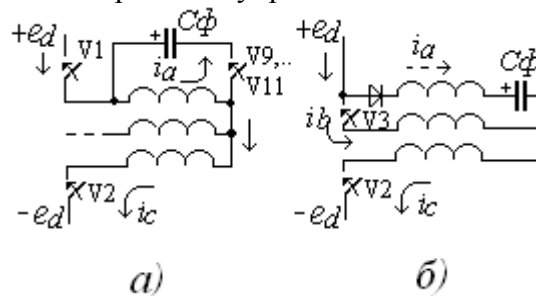 +ed
V1
+
Cф
ia
V9,..
V11
V2
ic
-ed
a)
+ed
ia
Cф
+
ib
V3
V2
ic
-ed
б)